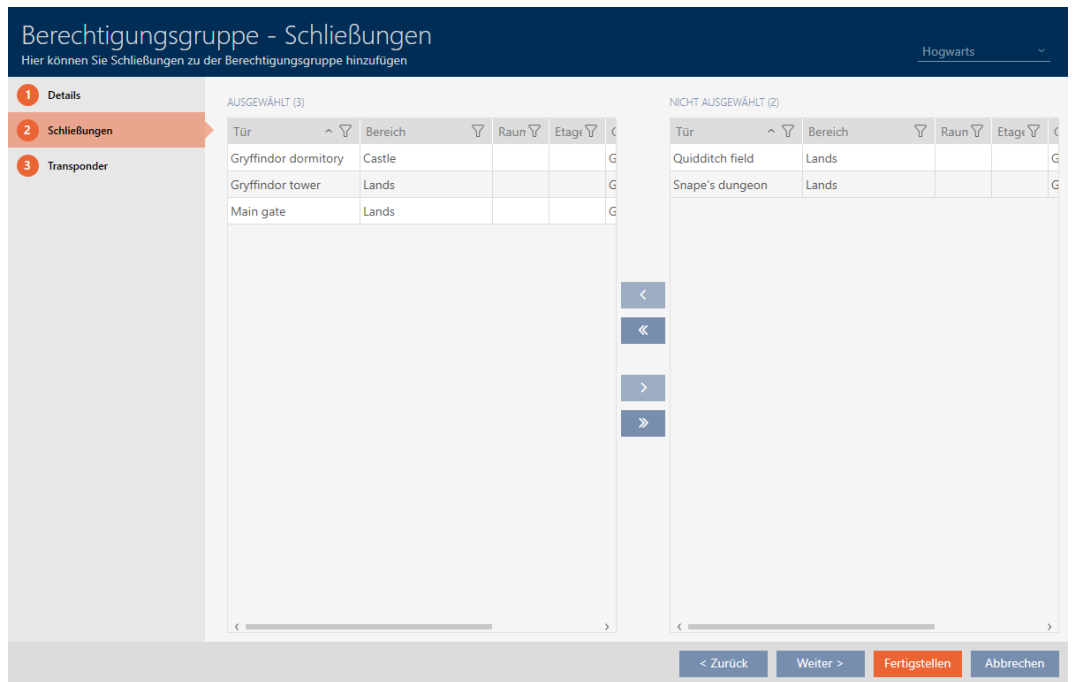 Berechtigungsgruppe - Schließungen
Hier können Sie Schließungen zu der Berechtigungsgruppe hinzufügen
Hogwarts
1 Details
2 Schließungen
3 Transponder
AUSGEWÄHLT (3)
Tür Bereich Raun Etage
Gryffindor dormitory Castle G
Gryffindor tower Lands G
Main gate Lands G
NICHT AUSGEWÄHLT (2)
Tür Bereich Raun Etage
Quidditch field Lands G
Snape's dungeon Lands G
< Zurück Weiter > Fertigstellen Abbrechen